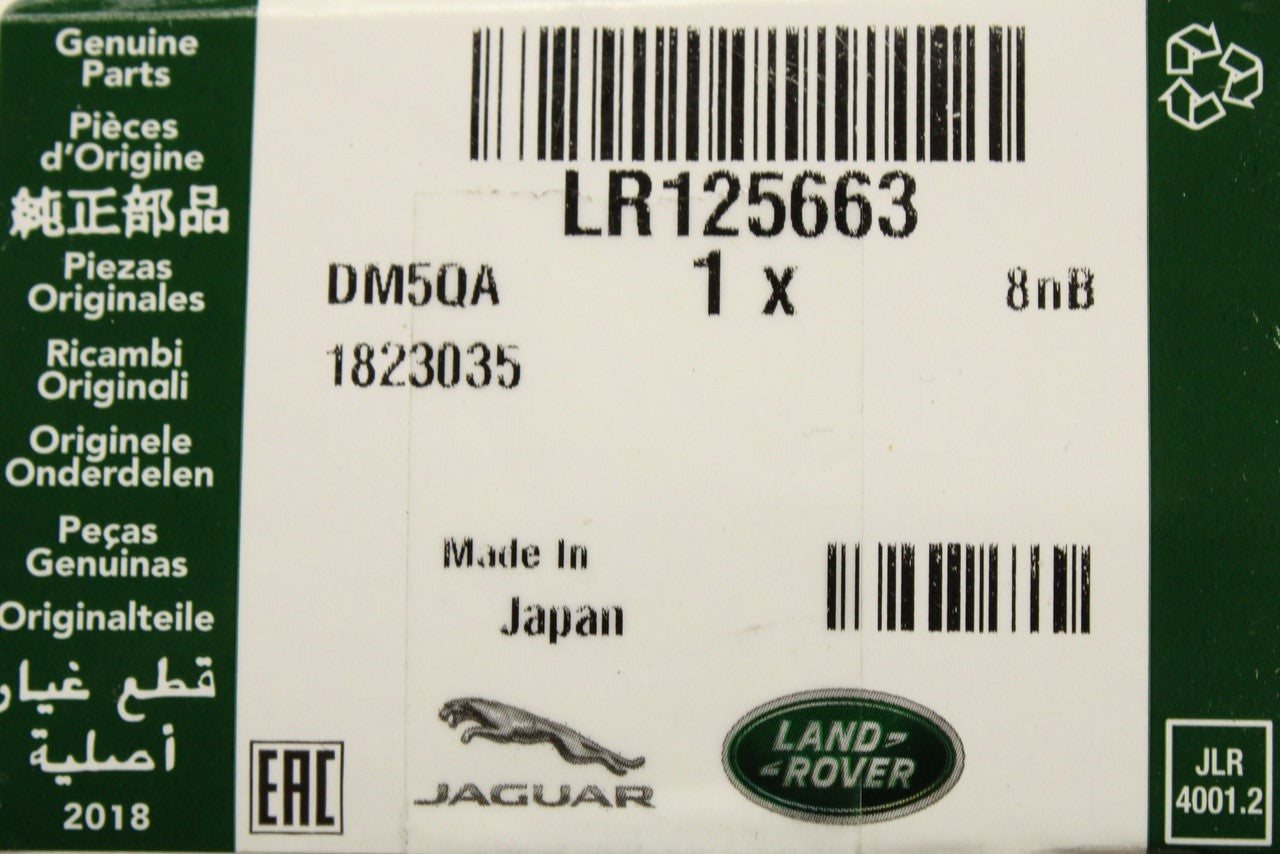 Genuine
Parts
Pièces
d'Origine
純正部品
Piezas
Originales
Ricambi
Originali
Originele
Onderdelen
Peças
Genuinas
Originalteile
قطع غيار
أصلية
2018
LR125663
DM5QA
1 x
8nB
1823035
Made In
Japan
EAC
JAGUAR
LAND-
-ROVER
JLR
4001.2